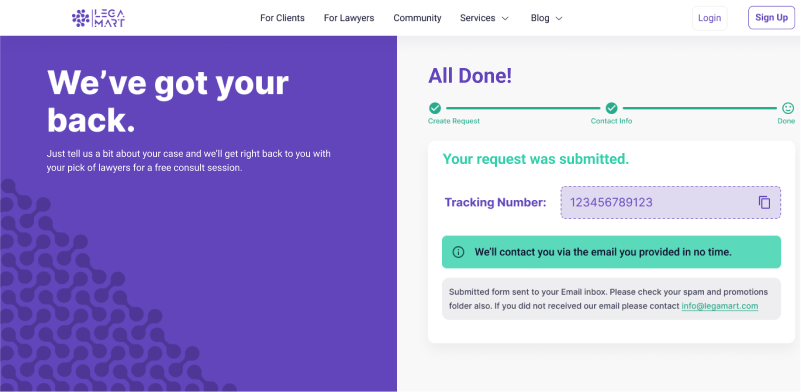 LEGA
MART
For Clients
For Lawyers
Community
Services
Blog
Login
Sign Up
We’ve got your
back.
Just tell us a bit about your case and we’ll get right back to you with
your pick of lawyers for a free consult session.
All Done!
Create Request
Contact Info
Done
Your request was submitted.
Tracking Number:
123456789123
We’ll contact you via the email you provided in no time.
Submitted form sent to your Email inbox. Please check your spam and promotions
folder also. If you did not received our email please contact info@legamart.com